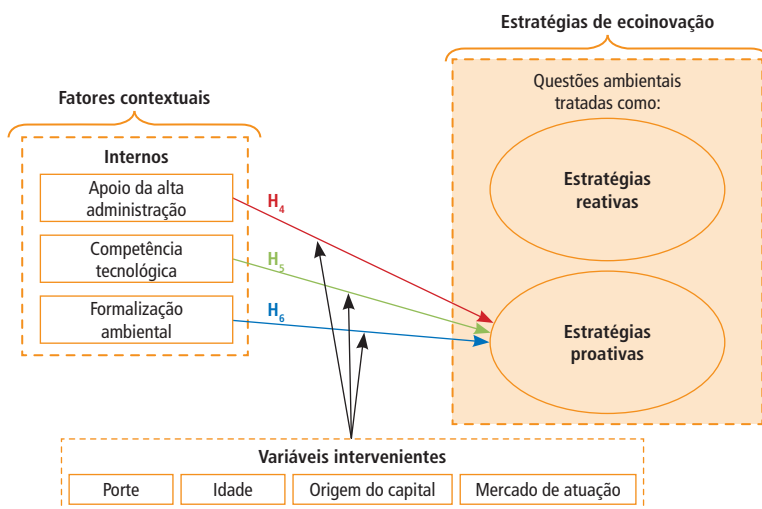 Estratégias de ecoinovação
Questões ambientais
tratadas como:
Fatores contextuais
Internos
Apoio da alta
administração
Competência
tecnológica
Formalização
ambiental
H4
H5
H6
Estratégias
reativas
Estratégias
proativas
Variáveis intervenientes
Porte
Idade
Origem do capital
Mercado de atuação